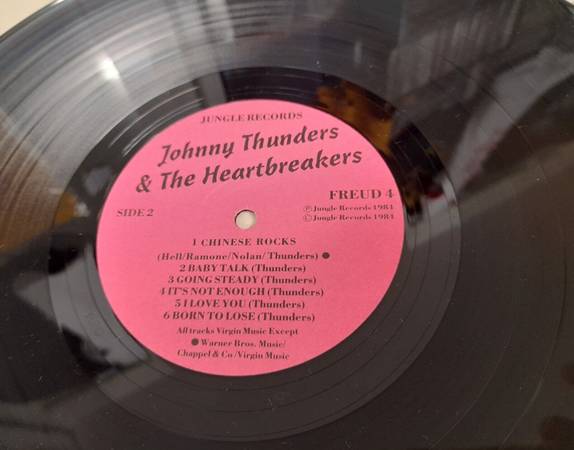 JUNGLE RECORDS
Johnny Thunders
& The Heartbreakers
FREUD 4
SIDE 2
Ⓟ Jungle Records 1984
© Jungle Records 1984
1 CHINESE ROCKS
(Hell/Ramone/Nolan/Thunders) ●
2 BABY TALK (Thunders)
3 GOING STEADY (Thunders)
4 IT'S NOT ENOUGH (Thunders)
5 I LOVE YOU (Thunders)
6 BORN TO LOSE (Thunders)
All tracks Virgin Music Except
● Warner Bros. Music/
Chappel & Co /Virgin Music